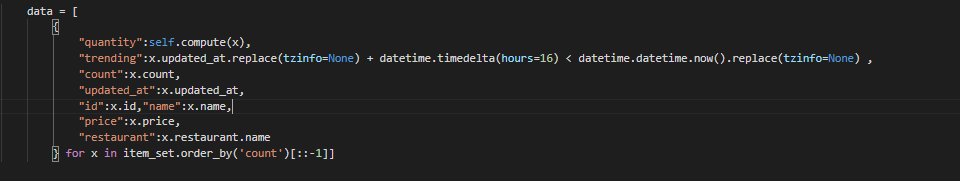 data = [
{
"quantity":self.compute(x),
"trending":x.updated_at.replace(tzinfo=None) + datetime.timedelta(hours=16) < datetime.datetime.now().replace(tzinfo=None) ,
"count":x.count,
"updated_at":x.updated_at,
"id":x.id,"name":x.name,
"price":x.price,
"restaurant":x.restaurant.name
} for x in item_set.order_by('count')[::-1]]